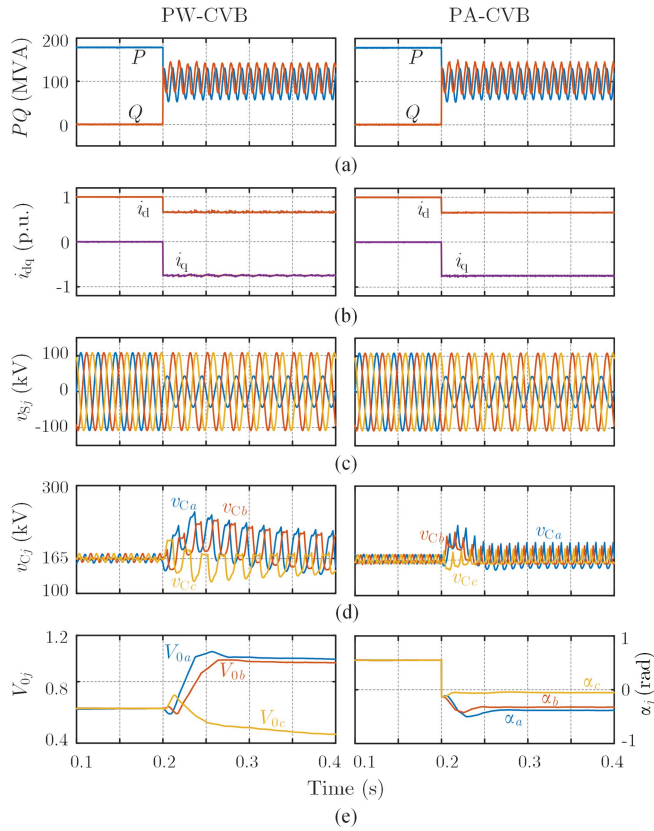 PW-CVB PA-CVB
PQ (MVA)
200
100
0
P
Q
P
Q
(a)
i_dq (p.u.)
1
0
-1
i_d
i_q
i_d
i_q
(b)
v_Sj (kV)
100
0
-100
(c)
v_Cj (kV)
300
165
100
v_Ca
v_Cb
v_Cc
v_Cb
v_Ca
v_Cc
(d)
V_0j
1.2
0.8
0.4
V_0a
V_0b
V_0c
α_c
α_b
α_a
1
0
-1
α_j (rad)
0.1 0.2 0.3 0.4 0.1 0.2 0.3 0.4
Time (s)
(e)